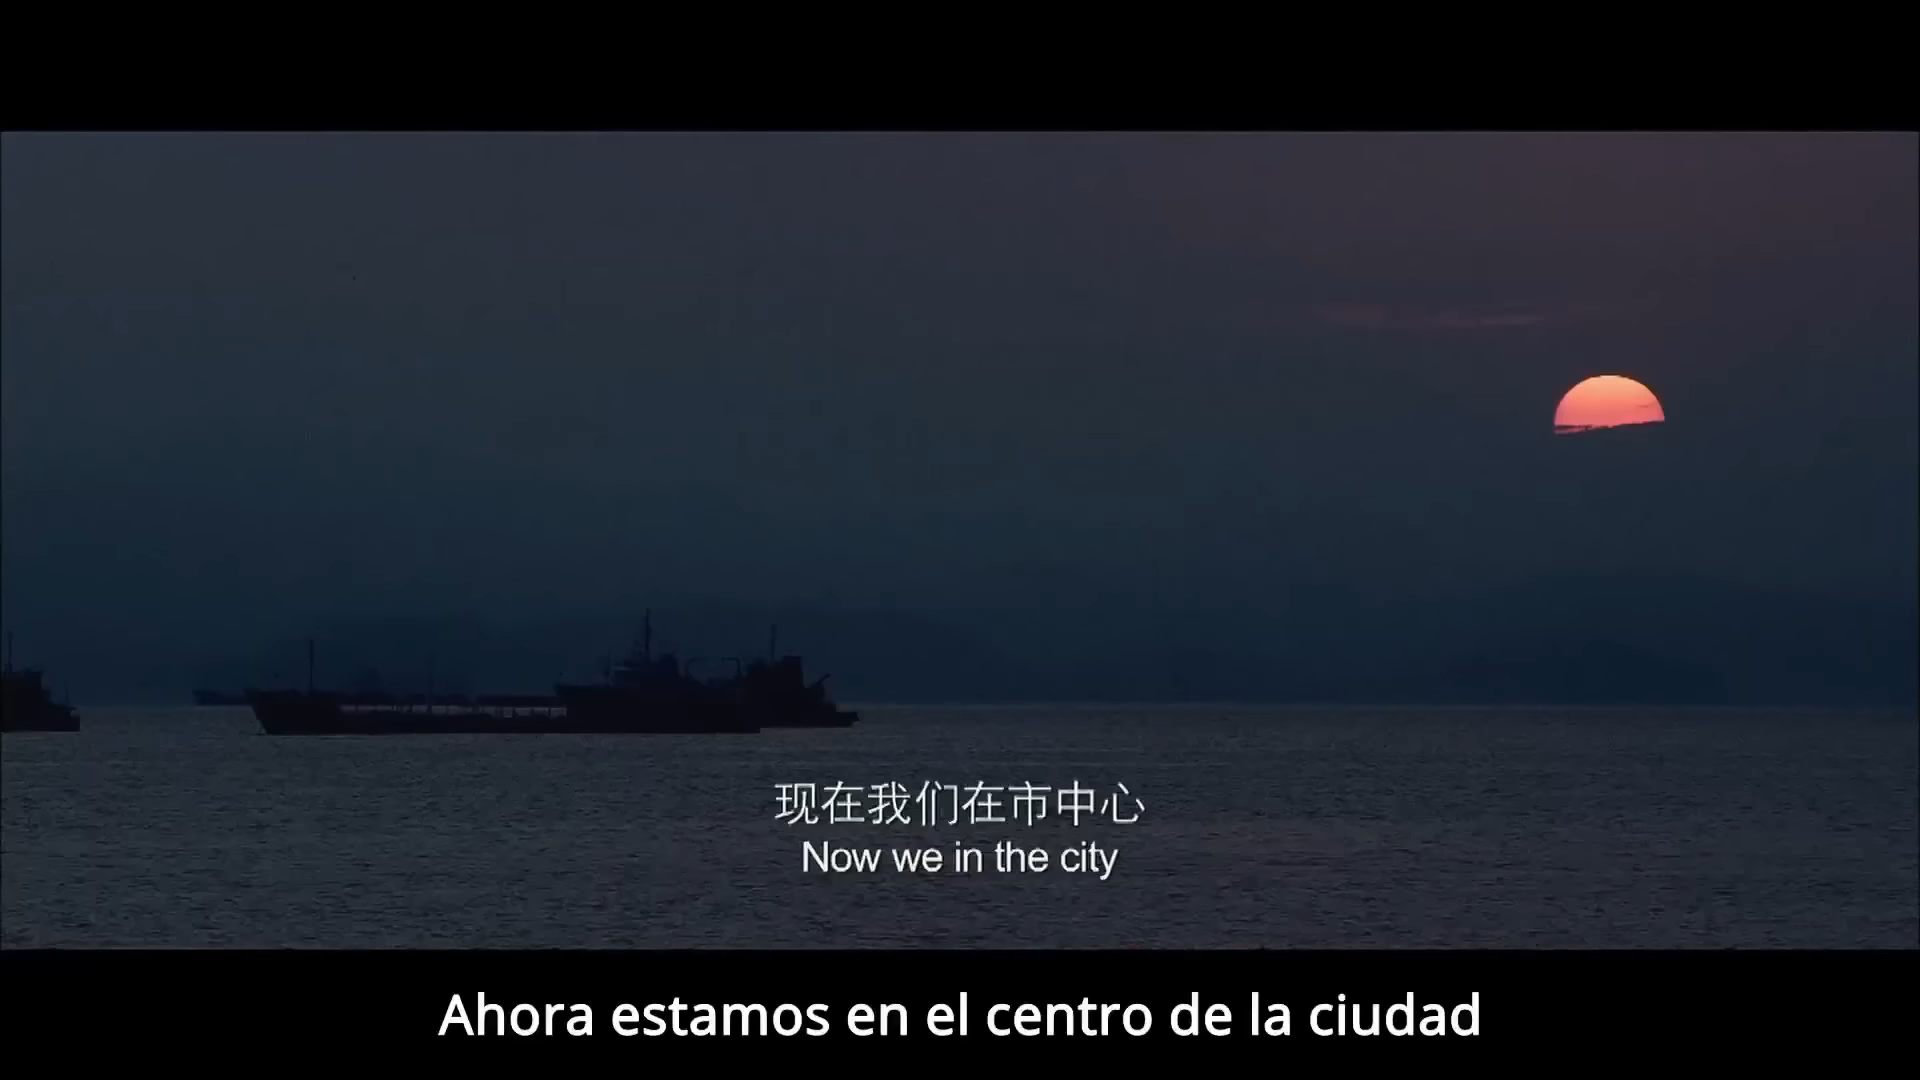 现在我们在市中心
Now we in the city
Ahora estamos en el centro de la ciudad